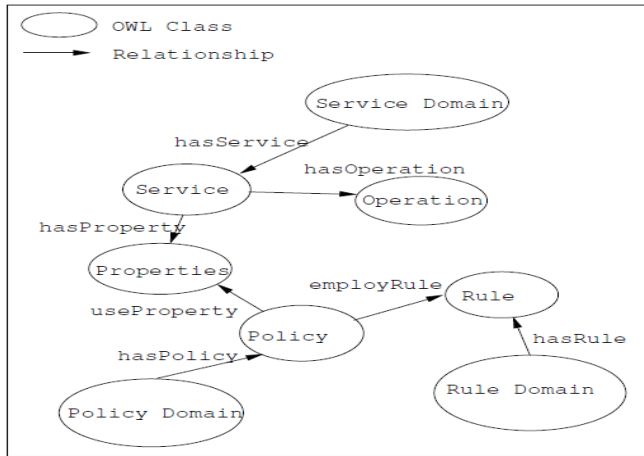 OWL Class
Relationship
Service Domain
hasService
hasOperation
Service
Operation
hasProperty
Properties
employRule
Rule
useProperty
Policy
hasRule
hasPolicy
Rule Domain
Policy Domain